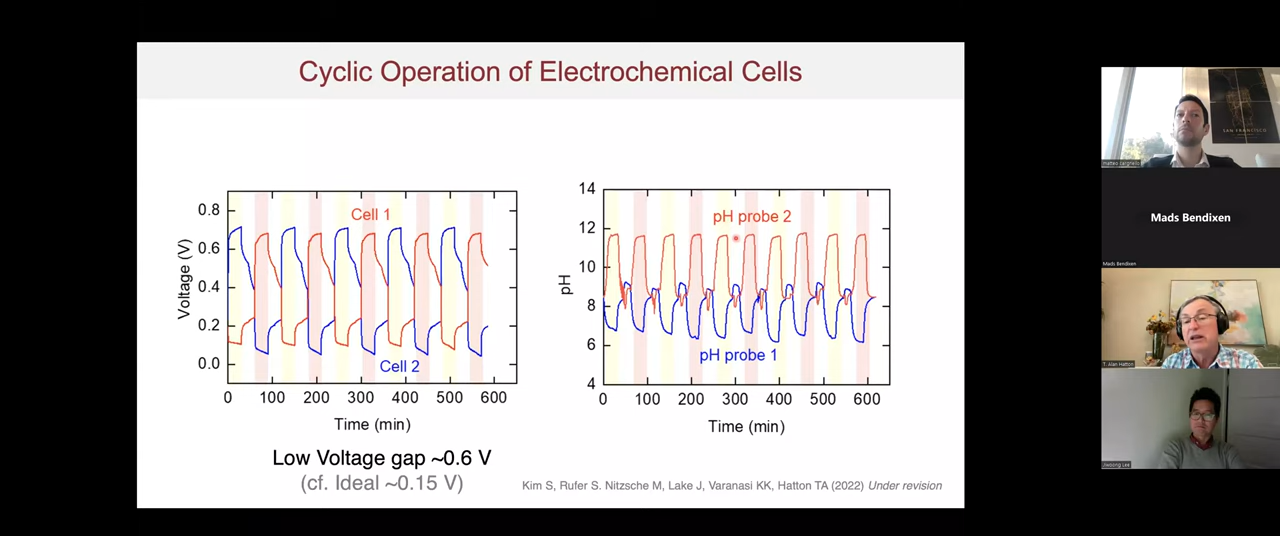 Cyclic Operation of Electrochemical Cells
0.8
0.6
0.4
0.2
0.0
Voltage (V)
Cell 1
Cell 2
0 100 200 300 400 500 600
Time (min)
Low Voltage gap ~0.6 V
(cf. Ideal ~0.15 V)
14
12
10
8
6
4
pH
pH probe 2
pH probe 1
0 100 200 300 400 500 600
Time (min)
Kim S, Rufer S. Nitzsche M, Lake J, Varanasi KK, Hatton TA (2022) Under revision
SAN FRANCISCO
Mads Bendixen
Mads Bendixen
T. Alan Hatton